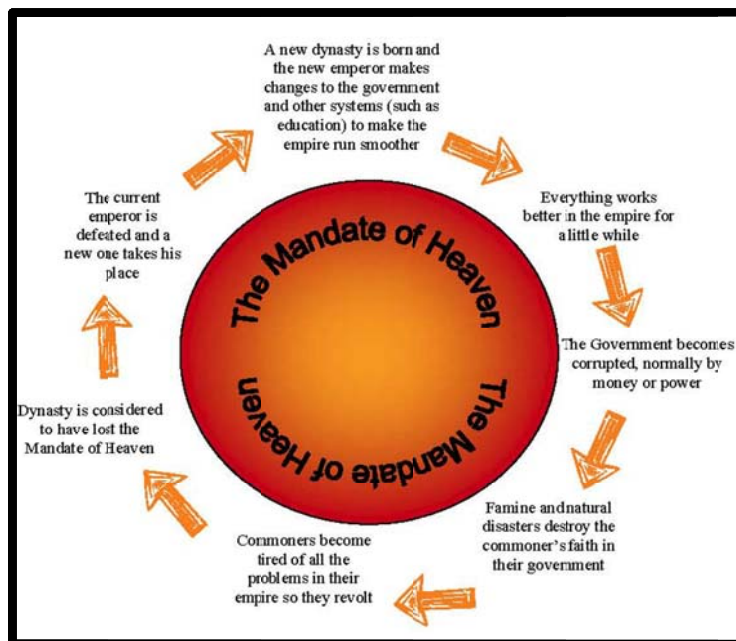 A new dynasty is born and
the new emperor makes
changes to the government
and other systems (such as
education) to make the
empire run smoother
Everything works
better in the empire for
a little while
The Government becomes
corrupted, normally by
money or power
Famine and natural
disasters destroy the
commoner's faith in
their government
Commoners become
tired of all the
problems in their
empire so they revolt
Dynasty is considered
to have lost the
Mandate of Heaven
The current
emperor is
defeated and a
new one takes his
place
The Mandate of Heaven
The Mandate of Heaven